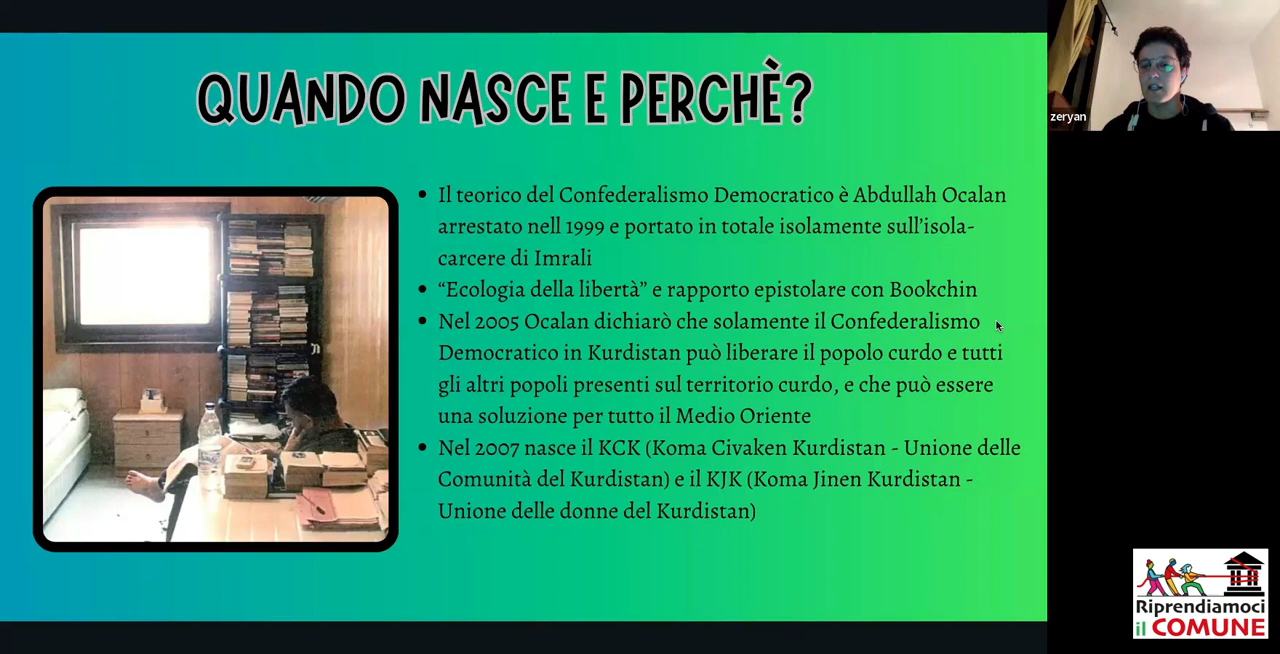 QUANDO NASCE E PERCHÈ?
Il teorico del Confederalismo Democratico è Abdullah Ocalan
arrestato nell 1999 e portato in totale isolamente sull'isola-
carcere di Imrali
“Ecologia della libertà” e rapporto epistolare con Bookchin
Nel 2005 Ocalan dichiarò che solamente il Confederalismo
Democratico in Kurdistan può liberare il popolo curdo e tutti
gli altri popoli presenti sul territorio curdo, e che può essere
una soluzione per tutto il Medio Oriente
Nel 2007 nasce il KCK (Koma Civaken Kurdistan - Unione delle
Comunità del Kurdistan) e il KJK (Koma Jinen Kurdistan -
Unione delle donne del Kurdistan)
zeryan
Riprendiamoci
il COMUNE